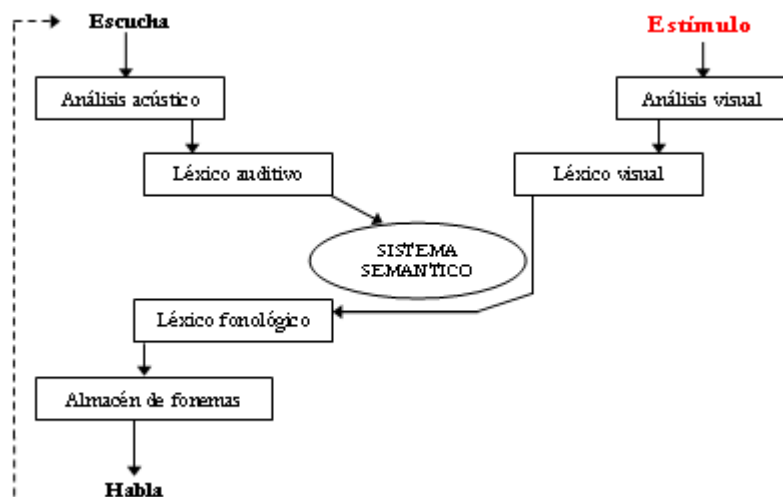 Escucha
Estímulo
Análisis acústico
Análisis visual
Léxico auditivo
Léxico visual
SISTEMA
SEMANTICO
Léxico fonológico
Almacén de fonemas
Habla